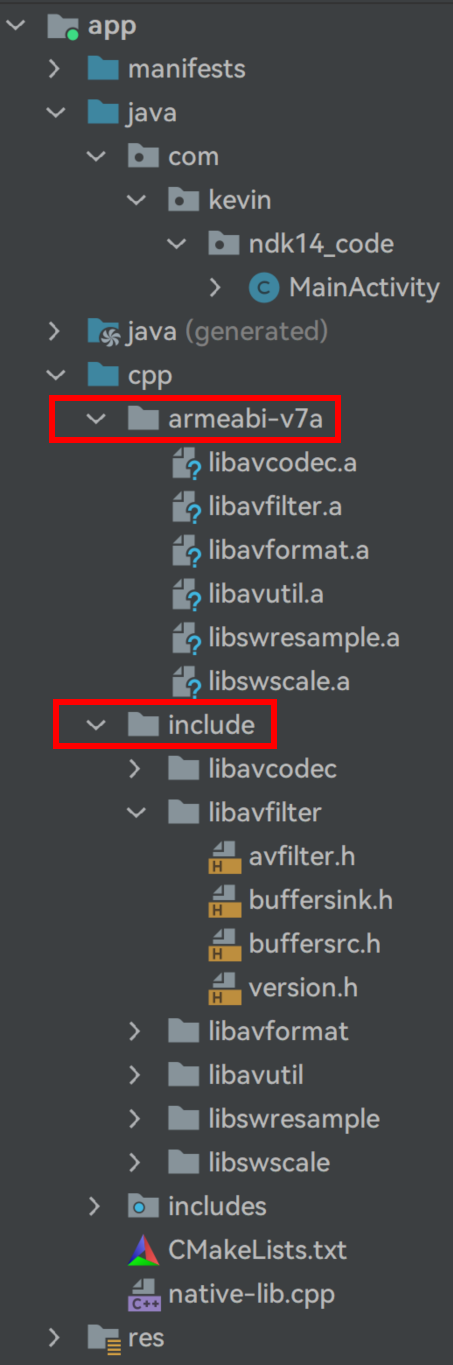 app
manifests
java
com
kevin
ndk14_code
C MainActivity
java (generated)
cpp
armeabi-v7a
? libavcodec.a
? libavfilter.a
? libavformat.a
? libavutil.a
? libswresample.a
? libswscale.a
include
libavcodec
libavfilter
H avfilter.h
H buffersink.h
H buffersrc.h
H version.h
libavformat
libavutil
libswresample
libswscale
includes
CMakeLists.txt
C++ native-lib.cpp
res